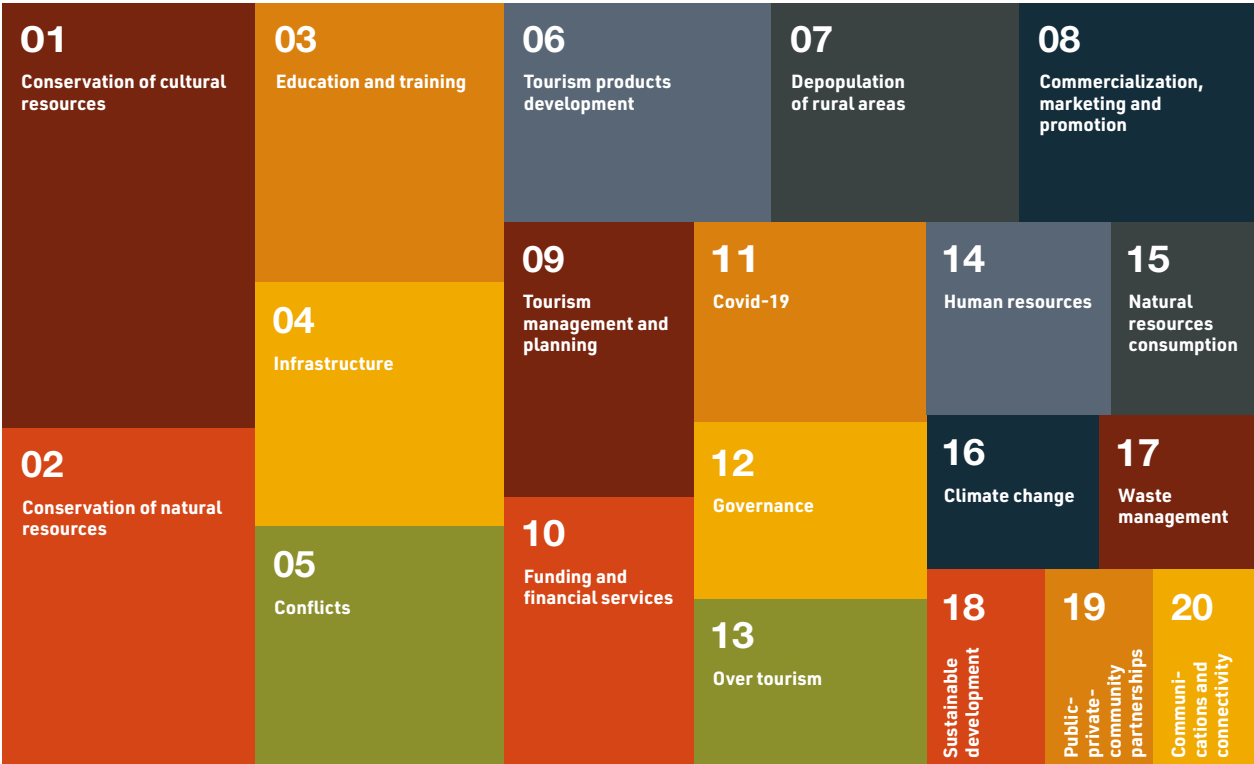 01
Conservation of cultural
resources
02
Conservation of natural
resources
03
Education and training
04
Infrastructure
05
Conflicts
06
Tourism products
development
07
Depopulation
of rural areas
08
Commercialization,
marketing and
promotion
09
Tourism
management and
planning
10
Funding and
financial services
11
Covid-19
12
Governance
13
Over tourism
14
Human resources
15
Natural
resources
consumption
16
Climate change
17
Waste
management
18
Sustainable
development
19
Public-
private-
community
partnerships
20
Communi-
cations and
connectivity